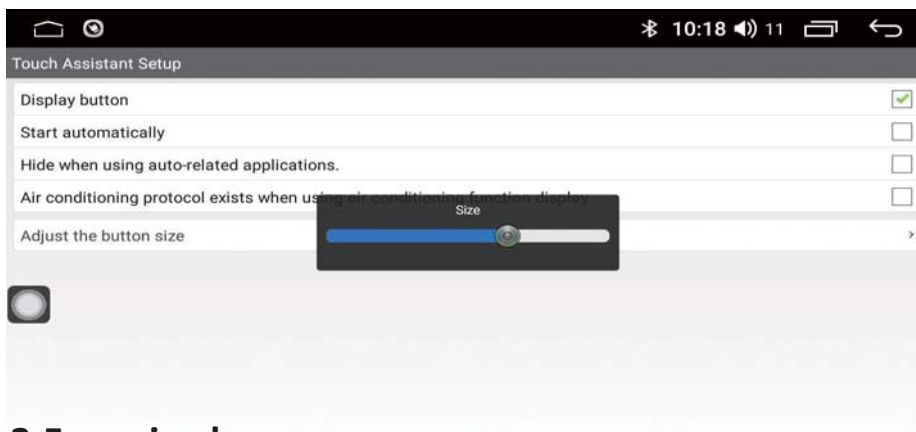 10:18 11
Touch Assistant Setup
Display button
Start automatically
Hide when using auto-related applications.
Air conditioning protocol exists when using air conditioning function display
Size
Adjust the button size